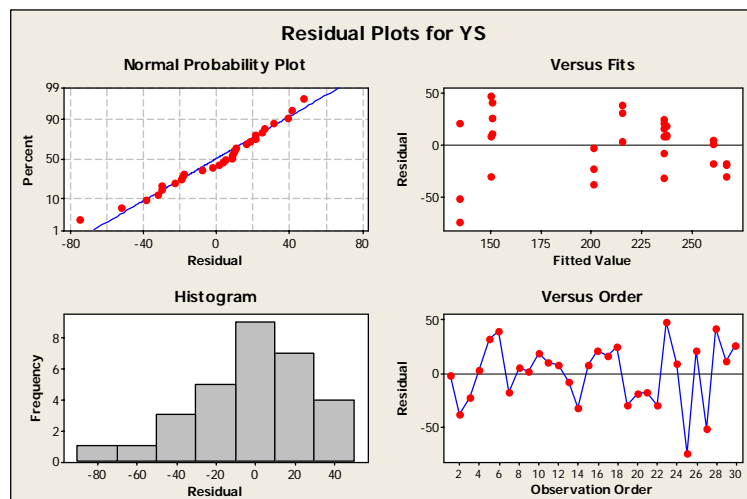 Residual Plots for YS
Normal Probability Plot
99
90
50
10
1
Percent
-80 -40 0 40 80
Residual
Versus Fits
50
0
-50
Residual
150 175 200 225 250
Fitted Value
Histogram
8
6
4
2
0
Frequency
-80 -60 -40 -20 0 20 40
Residual
Versus Order
50
0
-50
Residual
2 4 6 8 10 12 14 16 18 20 22 24 26 28 30
Observation Order